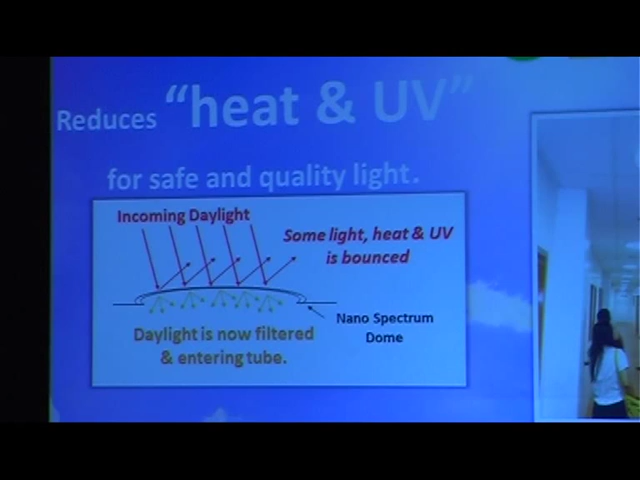 Reduces “heat & UV”
for safe and quality light.
Incoming Daylight
Some light, heat & UV
is bounced
Nano Spectrum
Dome
Daylight is now filtered
& entering tube.